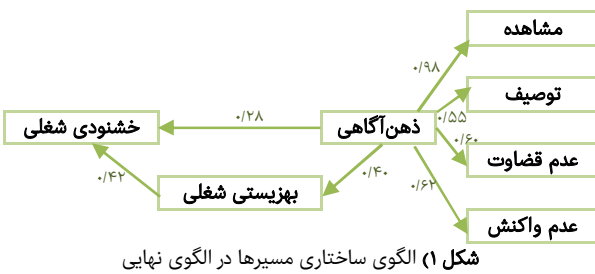 مشاهده
۰/۹۸
توصیف
۰/۲۸
۰/۵۵
خشنودی شغلی
ذهن‌آگاهی
۰/۶۰
عدم قضاوت
۰/۴۲
۰/۴۰
۰/۶۲
بهزیستی شغلی
عدم واکنش
شکل ۱) الگوی ساختاری مسیرها در الگوی نهایی